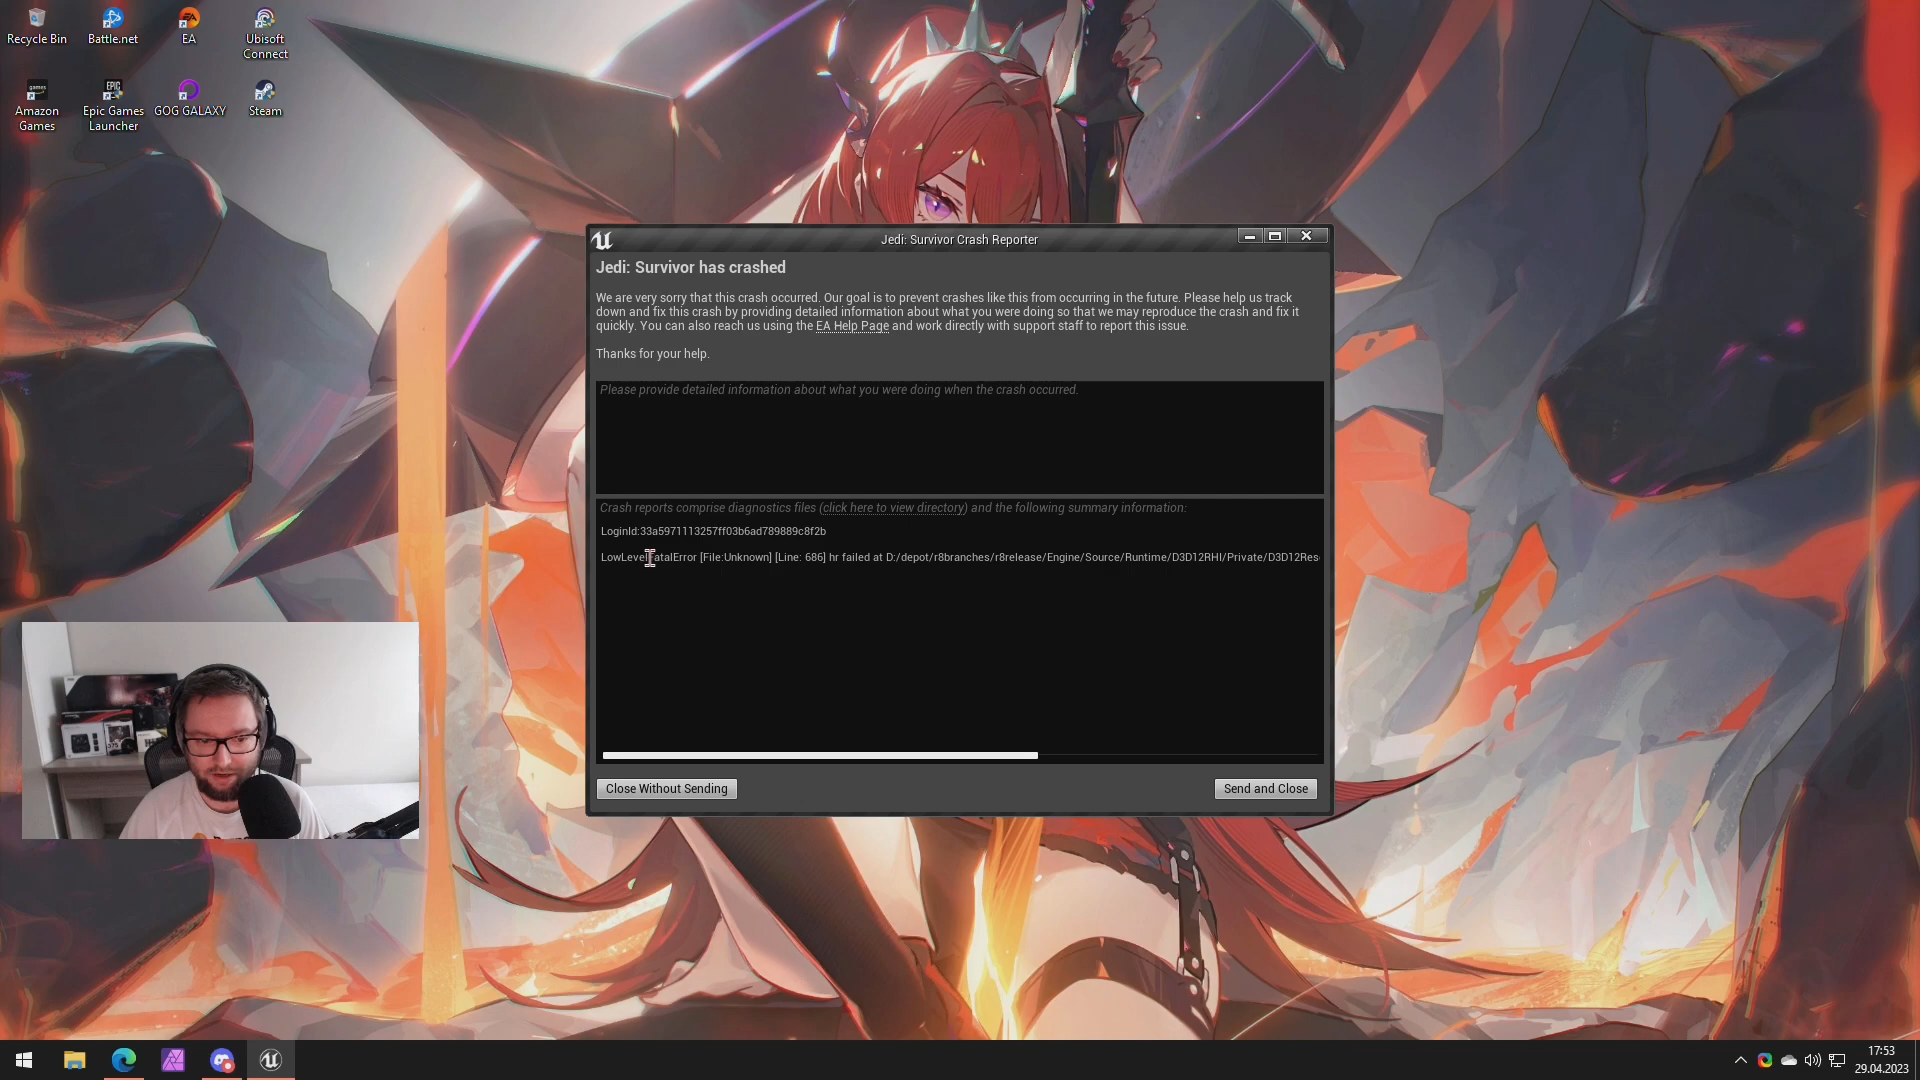 Recycle Bin
Battle.net
EA
Ubisoft
Connect
Amazon
Games
Epic Games
Launcher
GOG GALAXY
Steam
Jedi: Survivor Crash Reporter
Jedi: Survivor has crashed
We are very sorry that this crash occurred. Our goal is to prevent crashes like this from occurring in the future. Please help us track
down and fix this crash by providing detailed information about what you were doing so that we may reproduce the crash and fix it
quickly. You can also reach us using the EA Help Page and work directly with support staff to report this issue.
Thanks for your help.
Please provide detailed information about what you were doing when the crash occurred.
Crash reports comprise diagnostics files (click here to view directory) and the following summary information:
LoginId:33a5971113257ff03b6ad789889c8f2b
LowLevelFatalError [File:Unknown] [Line: 686] hr failed at D:/depot/r8branches/r8release/Engine/Source/Runtime/D3D12RHI/Private/D3D12Res
Close Without Sending
Send and Close
17:53
29.04.2023